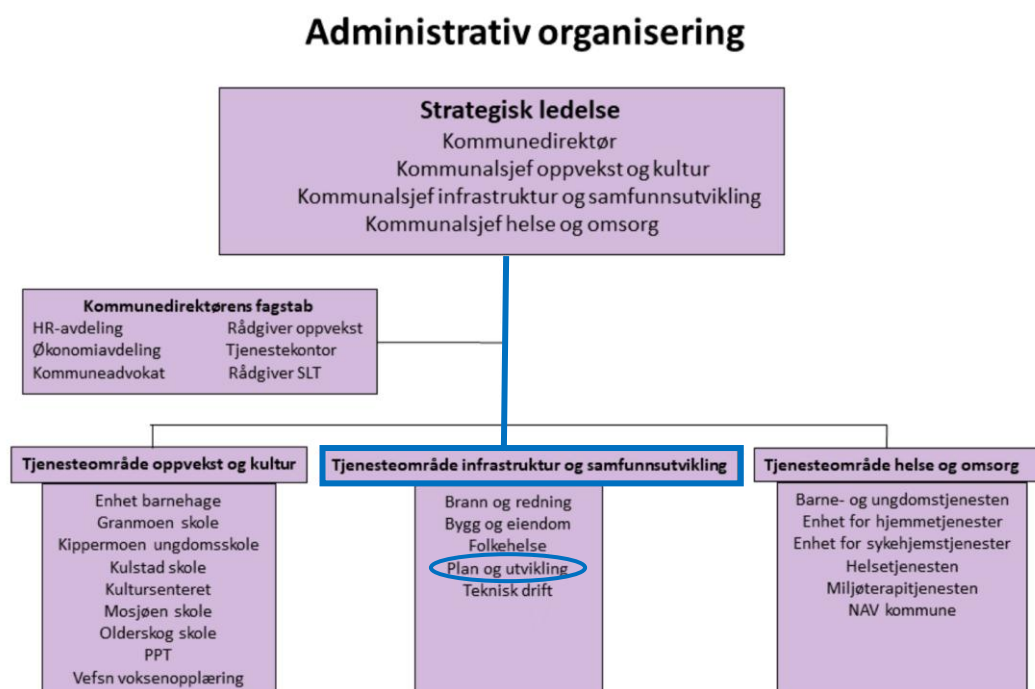 Administrativ organisering
Strategisk ledelse
Kommunedirektør
Kommunalsjef oppvekst og kultur
Kommunalsjef infrastruktur og samfunnsutvikling
Kommunalsjef helse og omsorg
Kommunedirektørens fagstab
HR-avdeling Rådgiver oppvekst
Økonomiavdeling Tjenestekontor
Kommuneadvokat Rådgiver SLT
Tjenesteområde oppvekst og kultur
Enhet barnehage
Granmoen skole
Kippermoen ungdomsskole
Kulstad skole
Kultursenteret
Mosjøen skole
Olderskog skole
PPT
Vefsn voksenopplæring
Tjenesteområde infrastruktur og samfunnsutvikling
Brann og redning
Bygg og eiendom
Folkehelse
Plan og utvikling
Teknisk drift
Tjenesteområde helse og omsorg
Barne- og ungdomstjenesten
Enhet for hjemmetjenester
Enhet for sykehjemstjenester
Helsetjenesten
Miljøterapitjenesten
NAV kommune